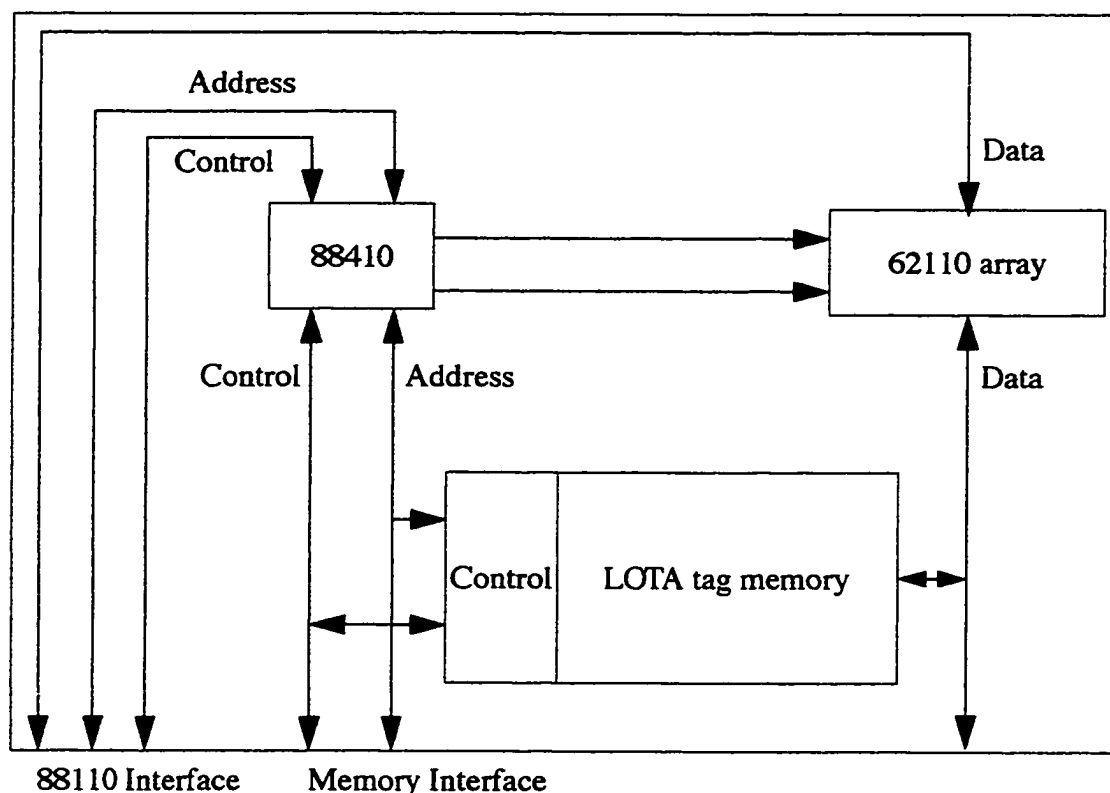 Address
Control
Data
88410
62110 array
Control
Address
Data
Control
LOTA tag memory
88110 Interface
Memory Interface